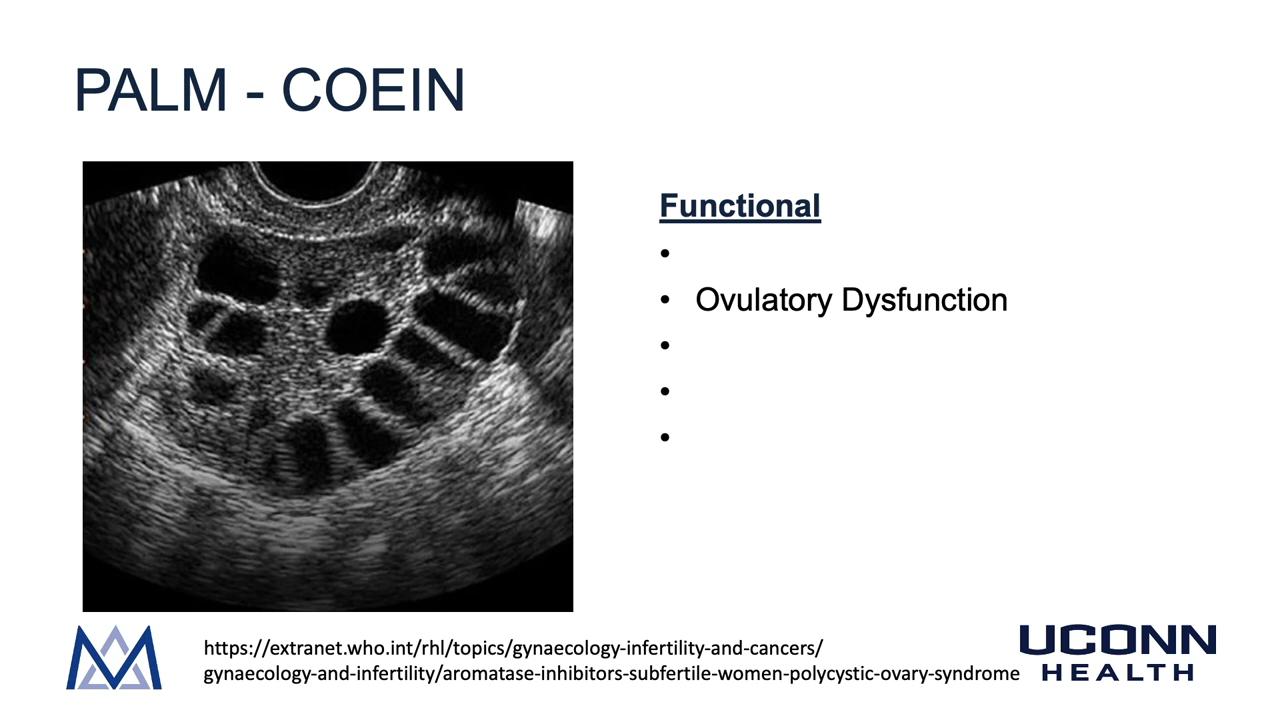 PALM - COEIN
Functional
•
• Ovulatory Dysfunction
•
•
•
https://extranet.who.int/rhl/topics/gynaecology-infertility-and-cancers/
gynaecology-and-infertility/aromatase-inhibitors-subfertile-women-polycystic-ovary-syndrome
UCONN
HEALTH